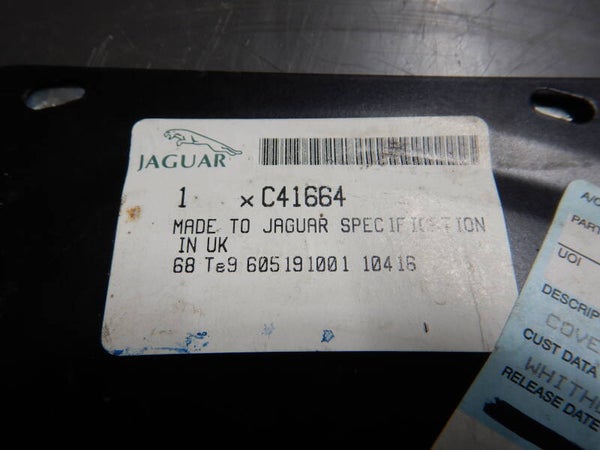 JAGUAR
1 x C41664
MADE TO JAGUAR SPECIFICATION
IN UK
68 Te9 605191001 10416
A/C
PART
UOI
DESCRIP
COVE
CUST DATA
WHITH
RELEASE DATE